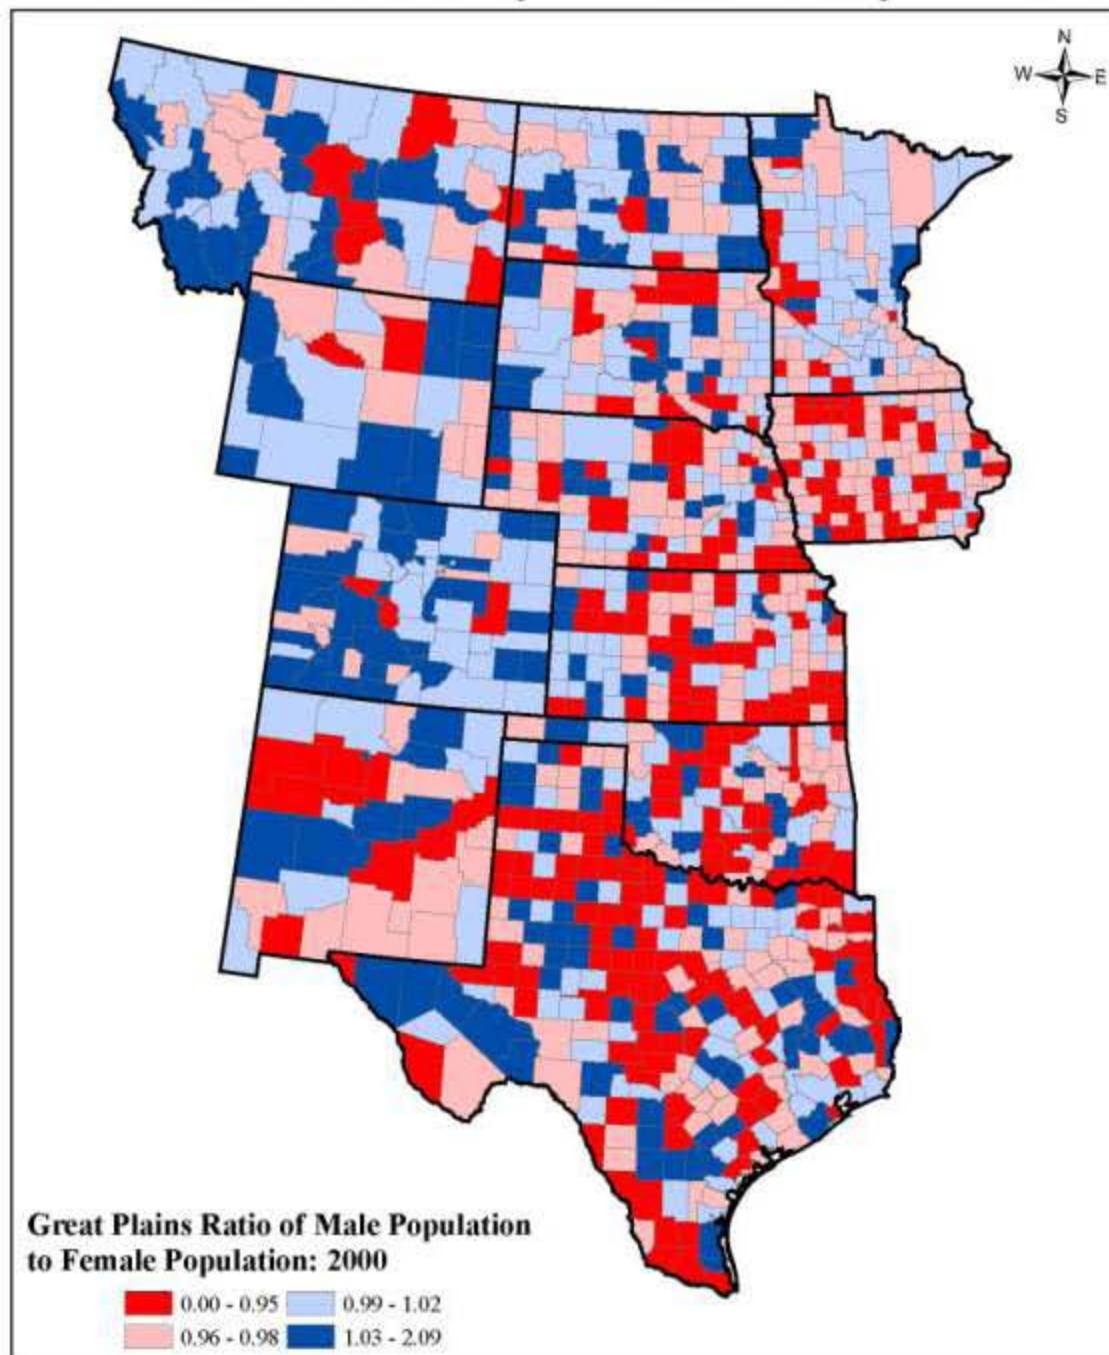 N
W E
S
Great Plains Ratio of Male Population
to Female Population: 2000
0.00 - 0.95 0.99 - 1.02
0.96 - 0.98 1.03 - 2.09